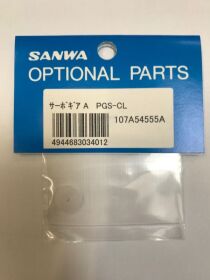 SANWA
OPTIONAL PARTS
サーボギア A PGS-CL
107A54555A
4944683034012